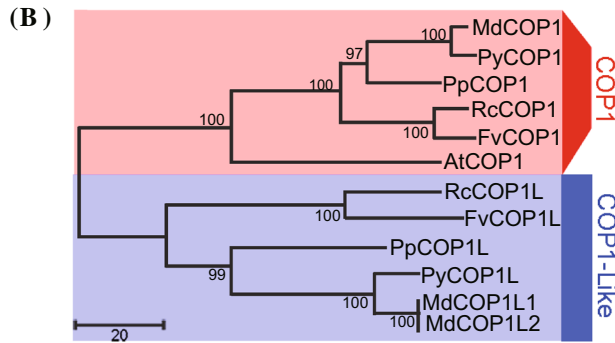 (B)
100 MdCOP1
97
PyCOP1
100
PpCOP1
100
RcCOP1
100
FvCOP1
AtCOP1
COP1
RcCOP1L
100
FvCOP1L
PpCOP1L
99
PyCOP1L
100
MdCOP1L1
100
MdCOP1L2
COP1-Like
20